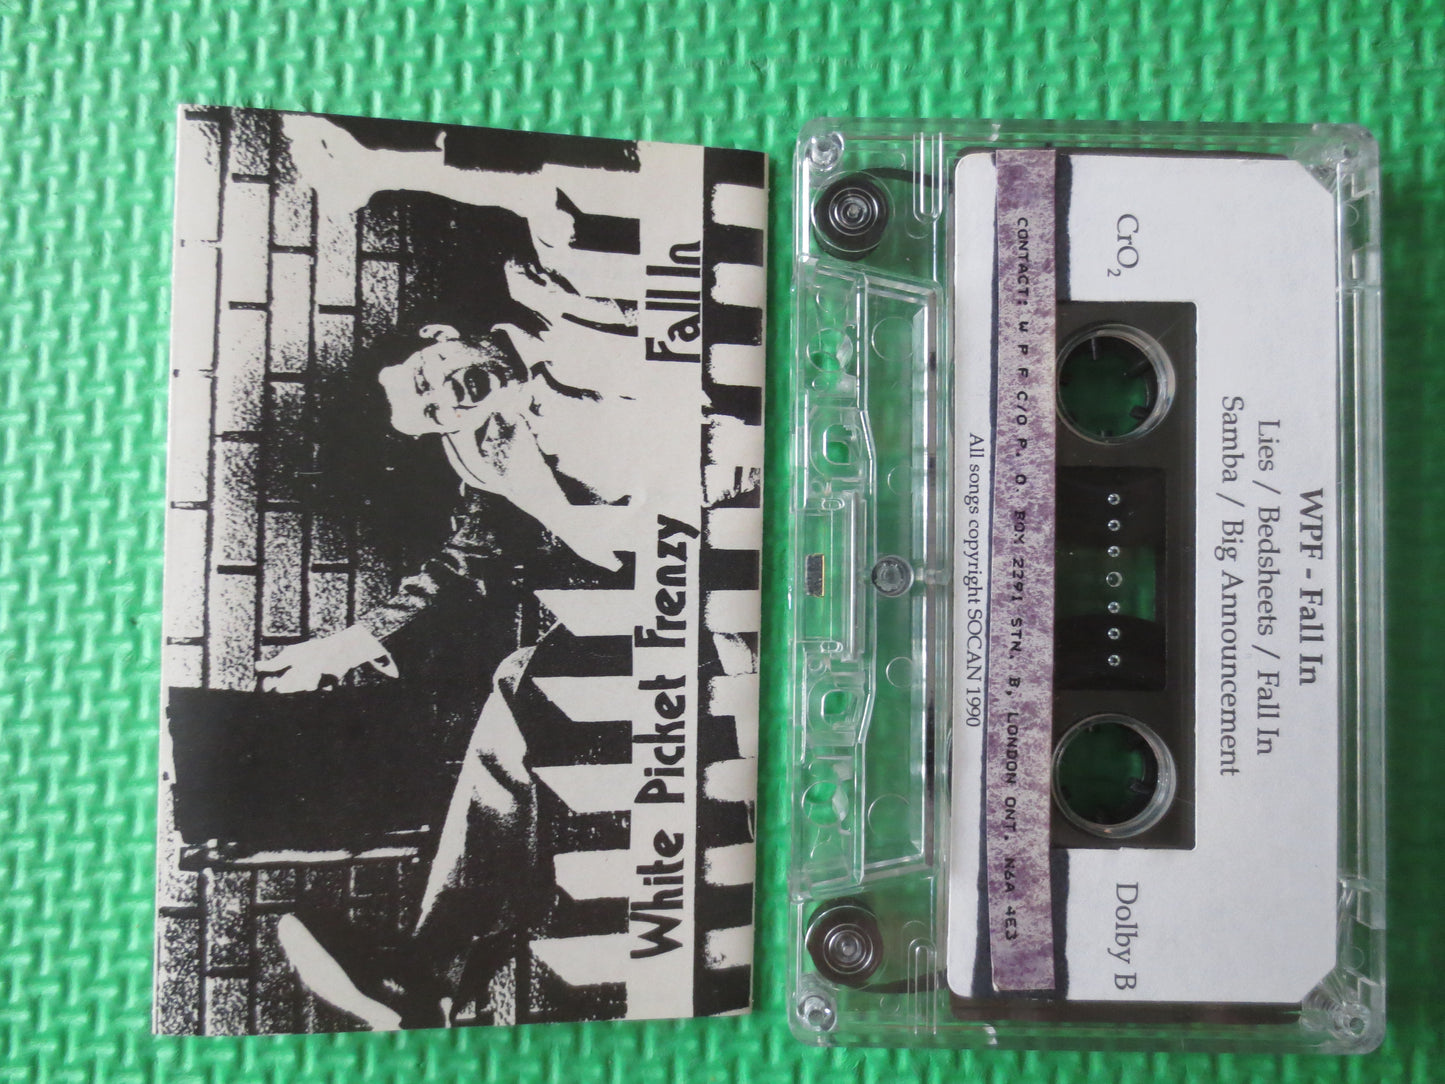 White Picket Frenzy Fall In
WPF - Fall In
Lies / Bedsheets / Fall In
Samba / Big Announcement
CrO₂
Dolby B
CONTACT: W P F C/O P. O. BOX 2291 STN. B, LONDON ONT. N6A 4E3
All songs copyright SOCAN 1990